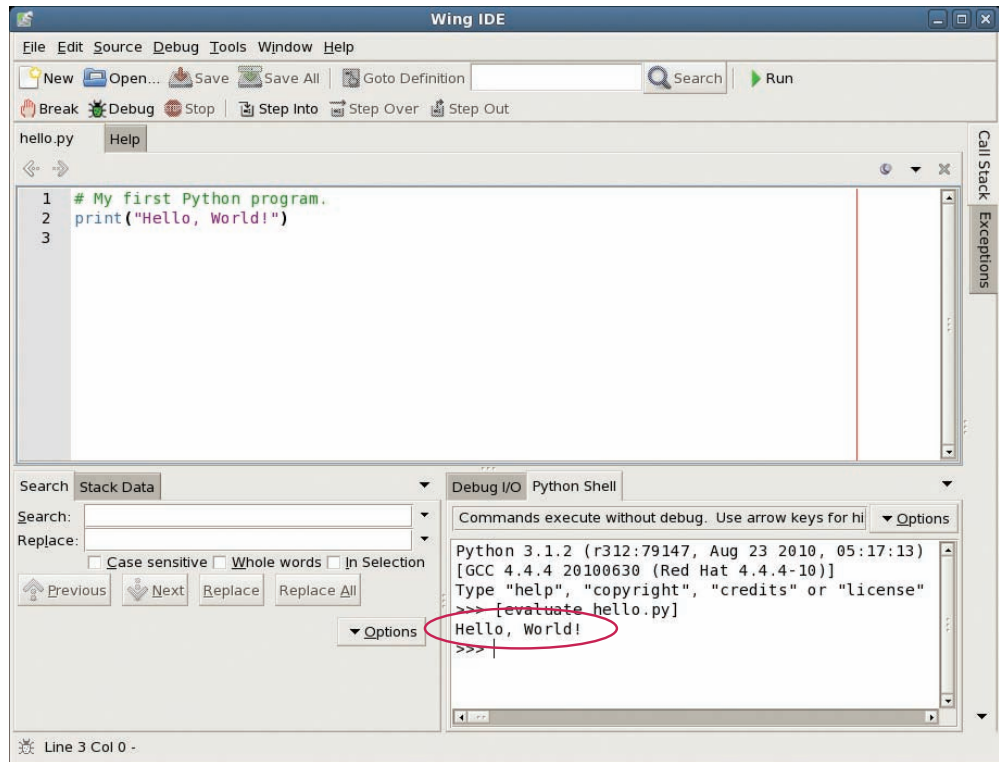 Wing IDE
File Edit Source Debug Tools Window Help
New Open... Save Save All Goto Definition Search Run
Break Debug Stop Step Into Step Over Step Out
hello.py Help
Call Stack
Exceptions
1 # My first Python program.
2 print("Hello, World!")
3
Search Stack Data
Search:
Replace:
Case sensitive Whole words In Selection
Previous Next Replace Replace All
Options
Debug I/O Python Shell
Commands execute without debug. Use arrow keys for hi Options
Python 3.1.2 (r312:79147, Aug 23 2010, 05:17:13)
[GCC 4.4.4 20100630 (Red Hat 4.4.4-10)]
Type "help", "copyright", "credits" or "license"
>>> [evaluate hello.py]
Hello, World!
>>>
Line 3 Col 0 -